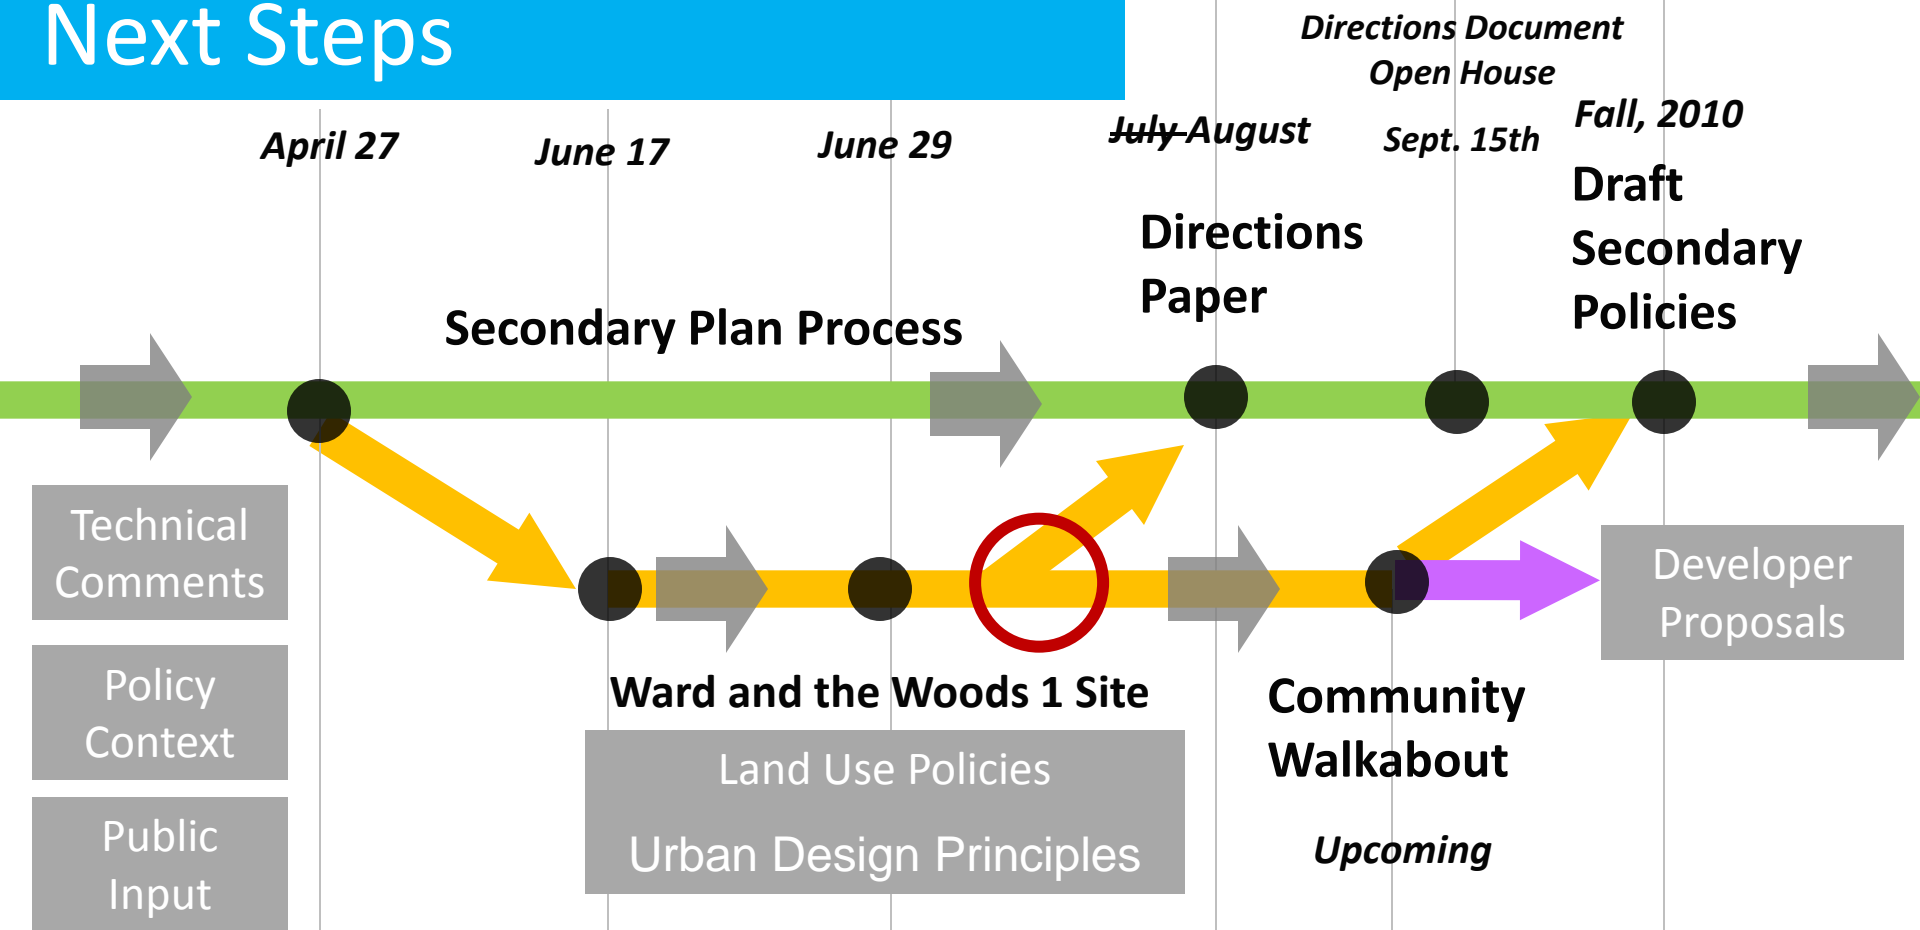 Next Steps
Directions Document
Open House
April 27
June 17
June 29
July August
Sept. 15th
Fall, 2010
Directions
Paper
Draft
Secondary
Policies
Secondary Plan Process
Technical
Comments
Policy
Context
Public
Input
Ward and the Woods 1 Site
Land Use Policies
Urban Design Principles
Community
Walkabout
Upcoming
Developer
Proposals